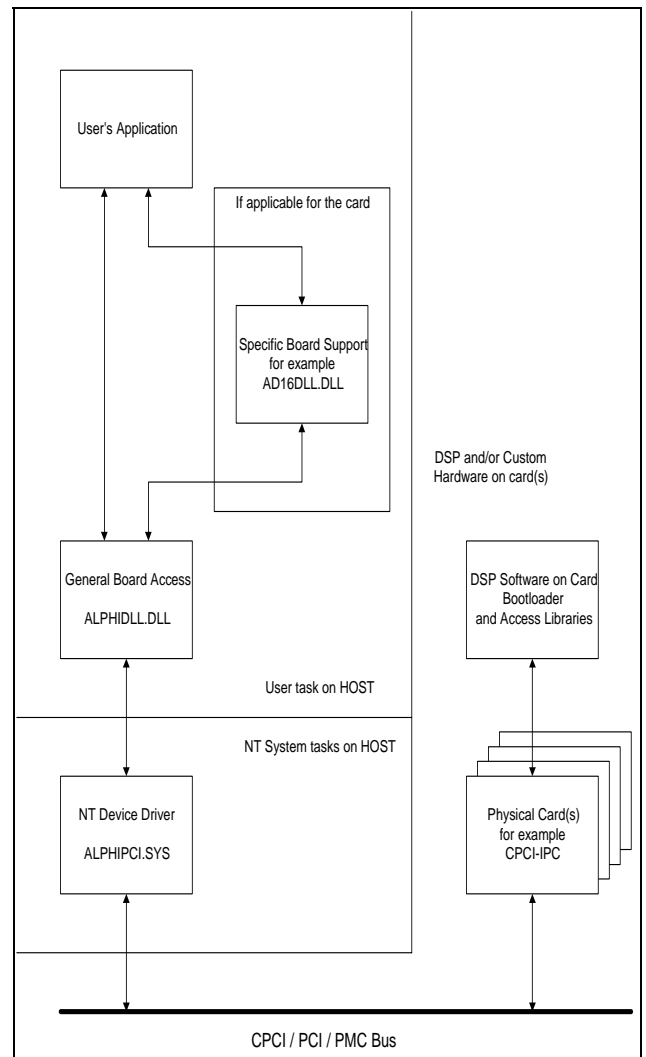 User's Application
If applicable for the card
Specific Board Support
for example
AD16DLL.DLL
DSP and/or Custom
Hardware on card(s)
General Board Access
ALPHIDLL.DLL
DSP Software on Card
Bootloader
and Access Libraries
User task on HOST
NT System tasks on HOST
NT Device Driver
ALPHIPCI.SYS
Physical Card(s)
for example
CPCI-IPC
CPCI / PCI / PMC Bus